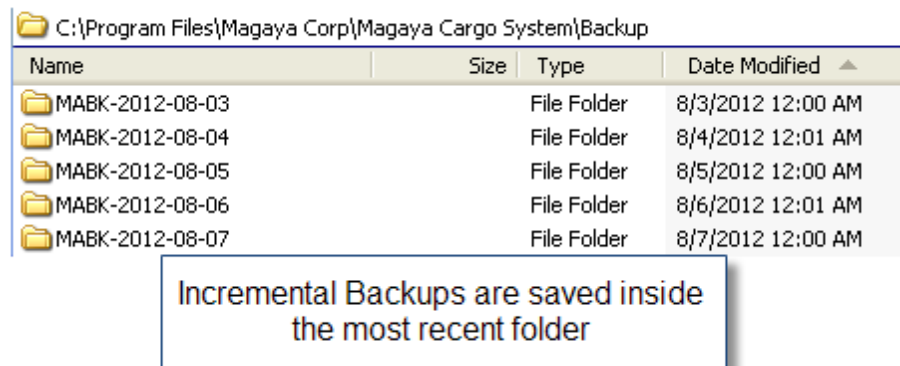 C:\Program Files\Magaya Corp\Magaya Cargo System\Backup
Name Size Type Date Modified
MABK-2012-08-03 File Folder 8/3/2012 12:00 AM
MABK-2012-08-04 File Folder 8/4/2012 12:01 AM
MABK-2012-08-05 File Folder 8/5/2012 12:00 AM
MABK-2012-08-06 File Folder 8/6/2012 12:01 AM
MABK-2012-08-07 File Folder 8/7/2012 12:00 AM
Incremental Backups are saved inside
the most recent folder